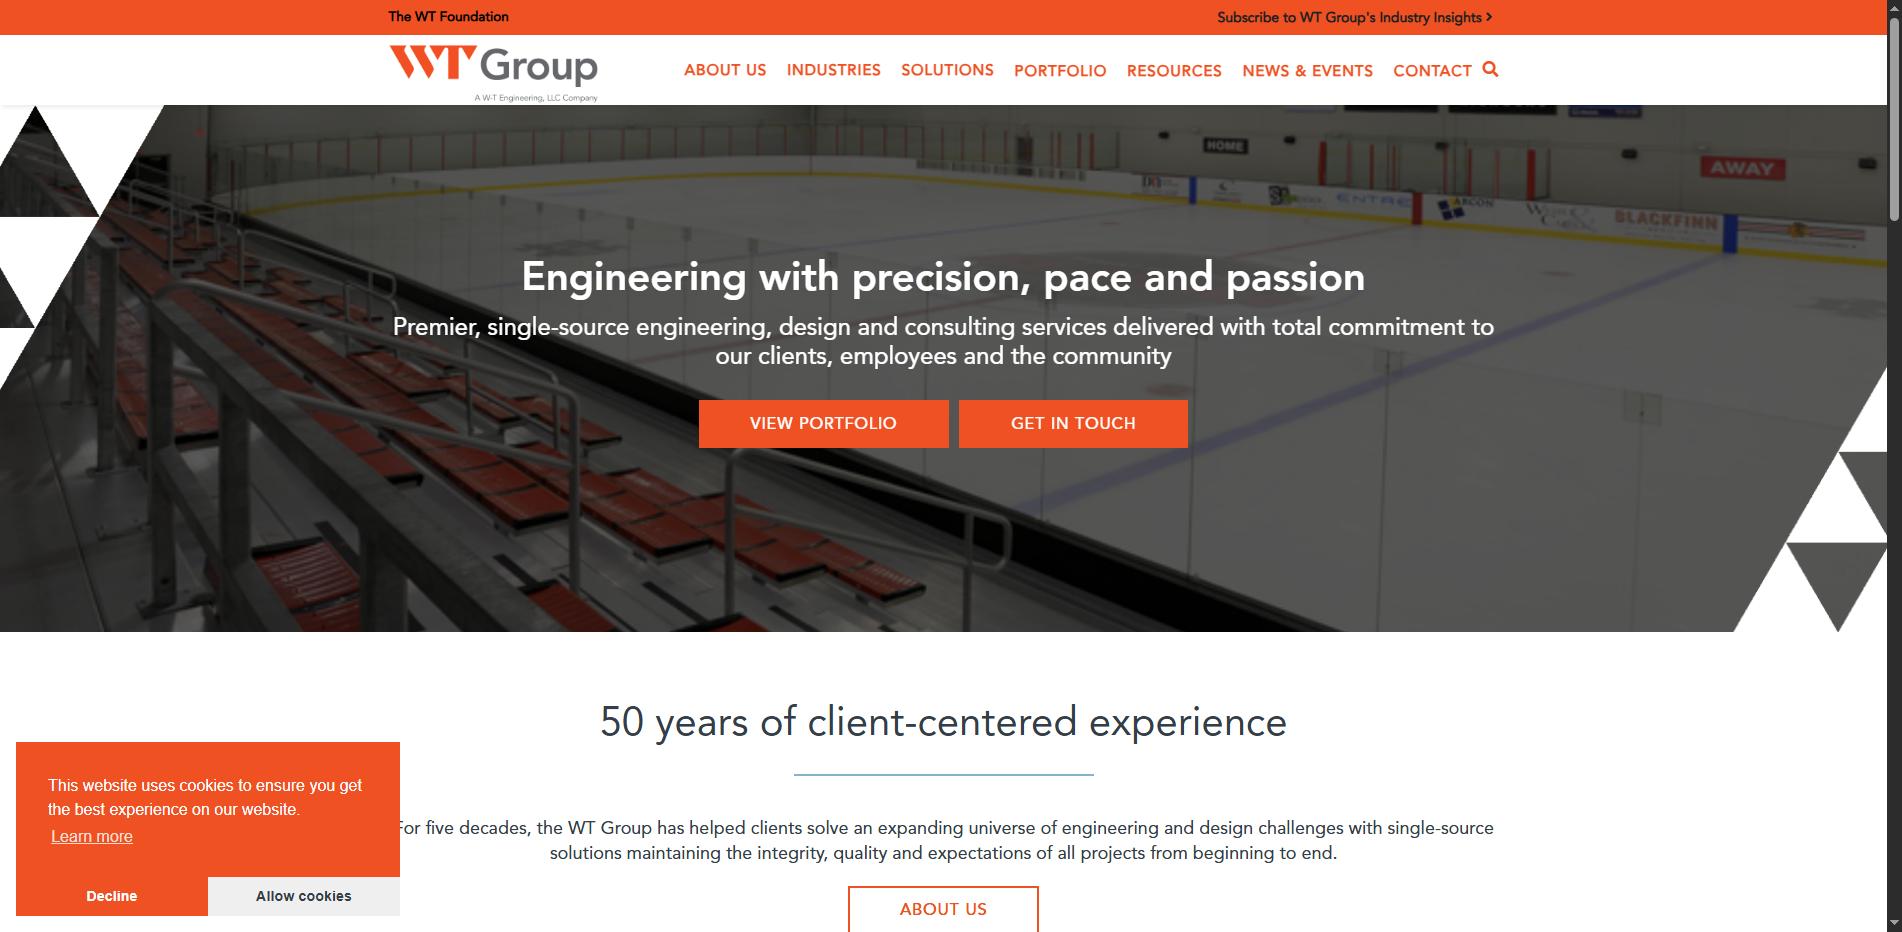 The WT Foundation
Subscribe to WT Group's Industry Insights
WT Group
A W-T Engineering, LLC Company
ABOUT US INDUSTRIES SOLUTIONS PORTFOLIO RESOURCES NEWS & EVENTS CONTACT
HOME
AWAY
ENTRE
ARCON
BLACKFINN
Engineering with precision, pace and passion
Premier, single-source engineering, design and consulting services delivered with total commitment to
our clients, employees and the community
VIEW PORTFOLIO GET IN TOUCH
50 years of client-centered experience
For five decades, the WT Group has helped clients solve an expanding universe of engineering and design challenges with single-source
solutions maintaining the integrity, quality and expectations of all projects from beginning to end.
ABOUT US
This website uses cookies to ensure you get
the best experience on our website.
Learn more
Decline Allow cookies